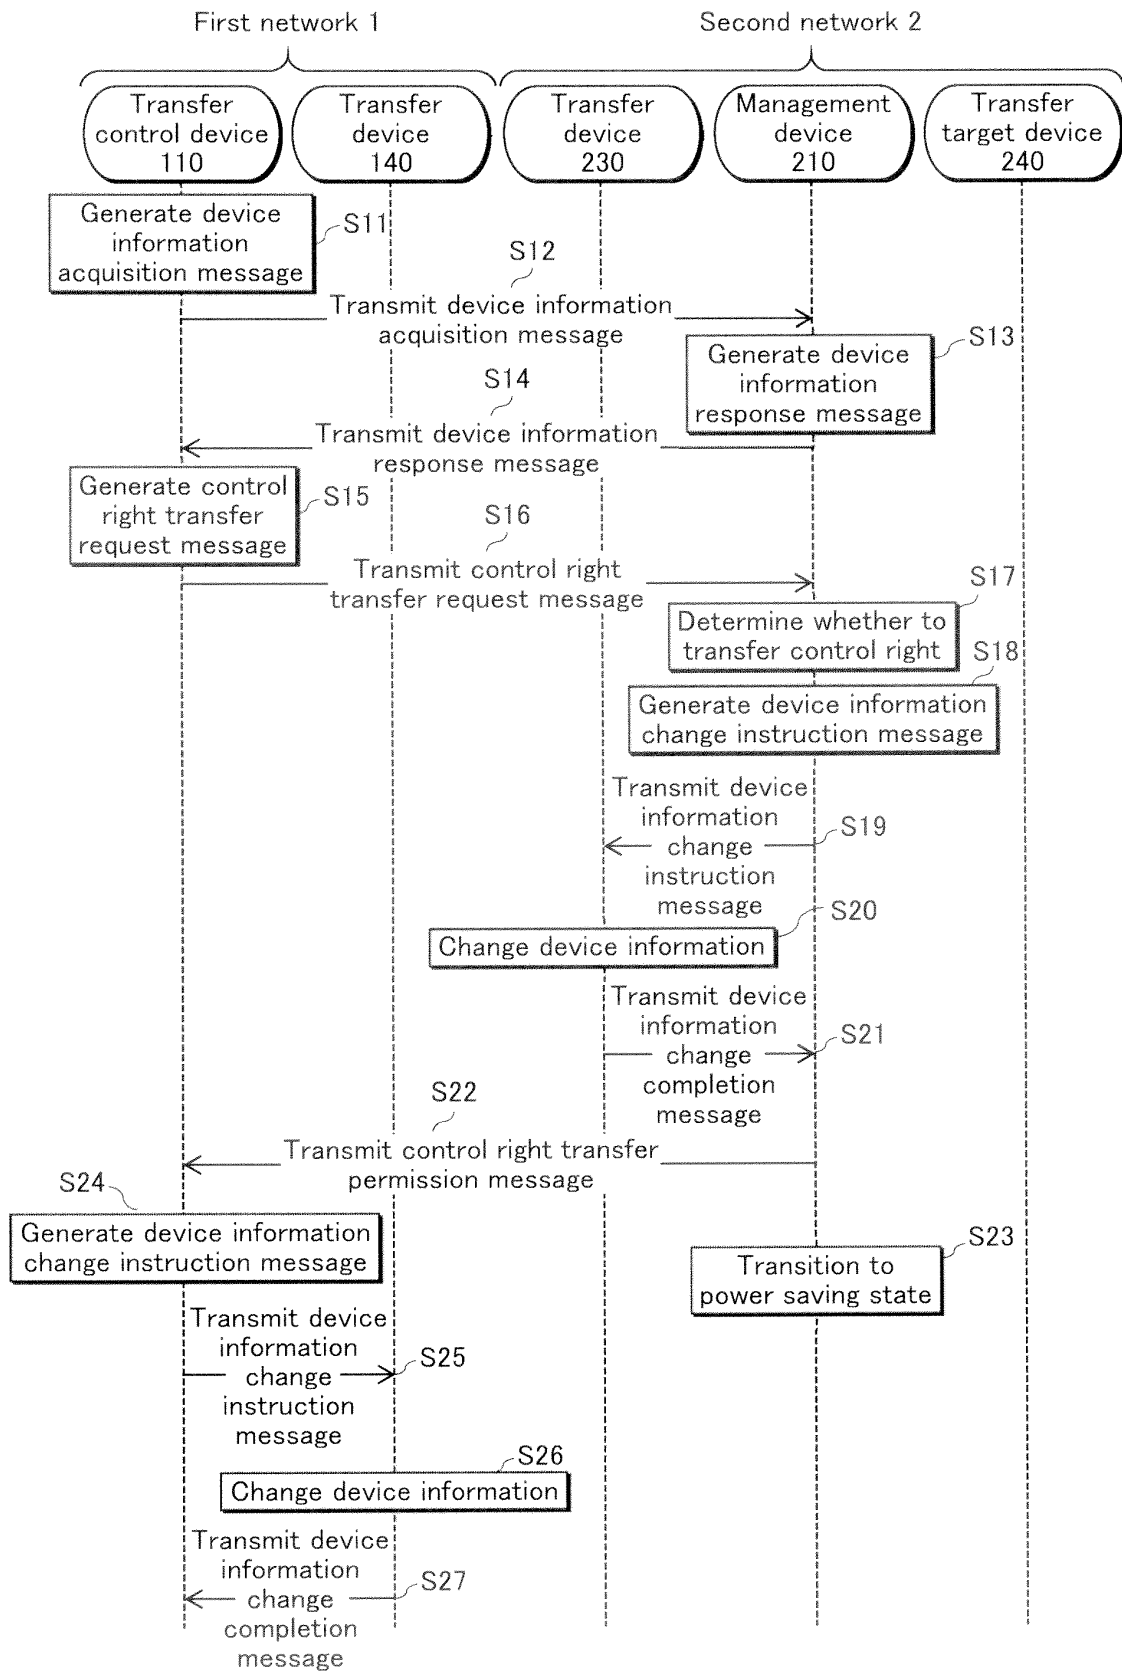 First network 1
Second network 2
Transfer
control device
110
Transfer
device
140
Transfer
device
230
Management
device
210
Transfer
target device
240
Generate device
information
acquisition message
S11
S12
Transmit device information
acquisition message
S13
Generate device
information
response message
S14
Transmit device information
response message
Generate control
right transfer
request message
S15
S16
Transmit control right
transfer request message
S17
Determine whether to
transfer control right
S18
Generate device information
change instruction message
Transmit device
information
change
instruction
message
S19
S20
Change device information
Transmit device
information
change
completion
message
S21
S22
Transmit control right transfer
permission message
S24
Generate device information
change instruction message
S23
Transition to
power saving state
Transmit device
information
change
instruction
message
S25
S26
Change device information
Transmit device
information
change
completion
message
S27